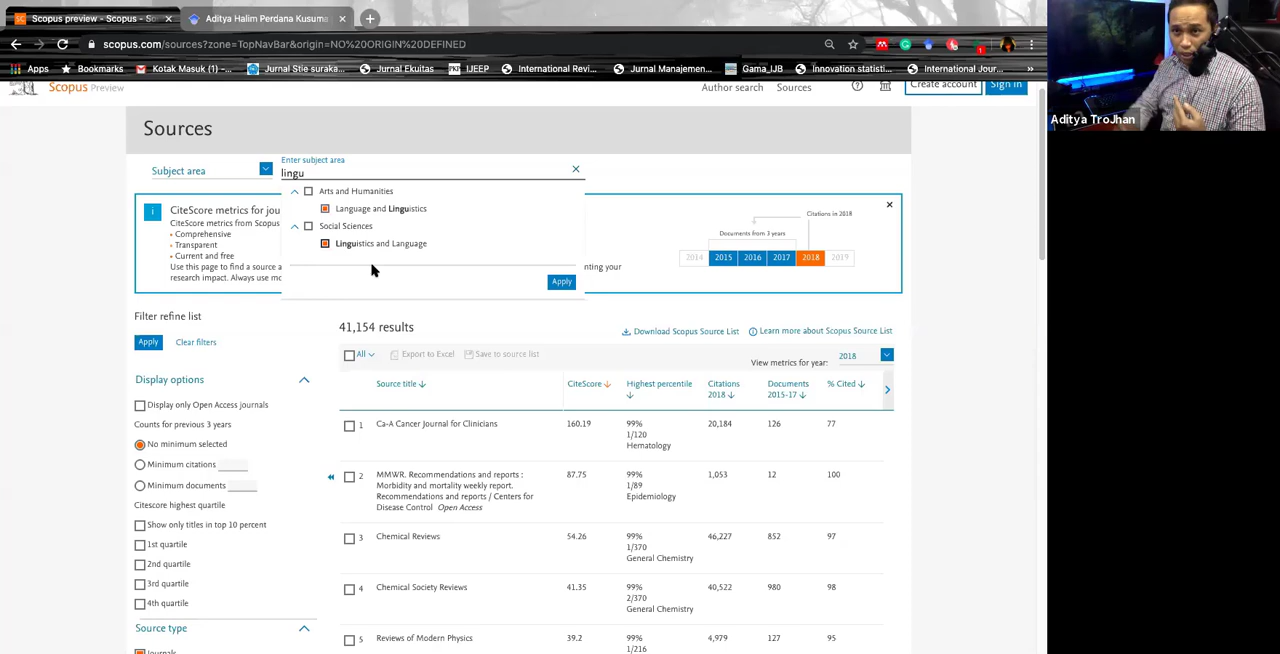 Scopus preview - Scopus - So
Aditya Halim Perdana Kusuma
scopus.com/sources?zone=TopNavBar&origin=NO%20ORIGIN%20DEFINED
Apps
Bookmarks
Kotak Masuk (1) -...
Jurnal Stie suraka...
Jurnal Ekuitas
IJEEP
International Revi...
Jurnal Manajemen...
Gama_IJB
Innovation statisti...
International Jour...
»
Scopus Preview
Author search
Sources
Create account
Sign in
Aditya TroJhan
Sources
Subject area
Enter subject area
lingu
Arts and Humanities
Language and Linguistics
Social Sciences
Linguistics and Language
Apply
CiteScore metrics for jou
CiteScore metrics from Scopus
• Comprehensive
• Transparent
• Current and free
Use this page to find a source a
research impact. Always use mo
nting your
Citations in 2018
Documents from 3 years
2014 2015 2016 2017 2018 2019
Filter refine list
Apply
Clear filters
Display options
Display only Open Access journals
Counts for previous 3 years
No minimum selected
Minimum citations
Minimum documents
Citescore highest quartile
Show only titles in top 10 percent
1st quartile
2nd quartile
3rd quartile
4th quartile
Source type
Journals
41,154 results
Download Scopus Source List
Learn more about Scopus Source List
All
Export to Excel
Save to source list
View metrics for year:
2018
Source title
CiteScore
Highest percentile
Citations 2018
Documents 2015-17
% Cited
1 Ca-A Cancer Journal for Clinicians 160.19 99% 20,184 126 77
1/120
Hematology
2 MMWR. Recommendations and reports : 87.75 99% 1,053 12 100
Morbidity and mortality weekly report. 1/89
Recommendations and reports / Centers for Epidemiology
Disease Control Open Access
3 Chemical Reviews 54.26 99% 46,227 852 97
1/370
General Chemistry
4 Chemical Society Reviews 41.35 99% 40,522 980 98
2/370
General Chemistry
5 Reviews of Modern Physics 39.2 99% 4,979 127 95
1/216